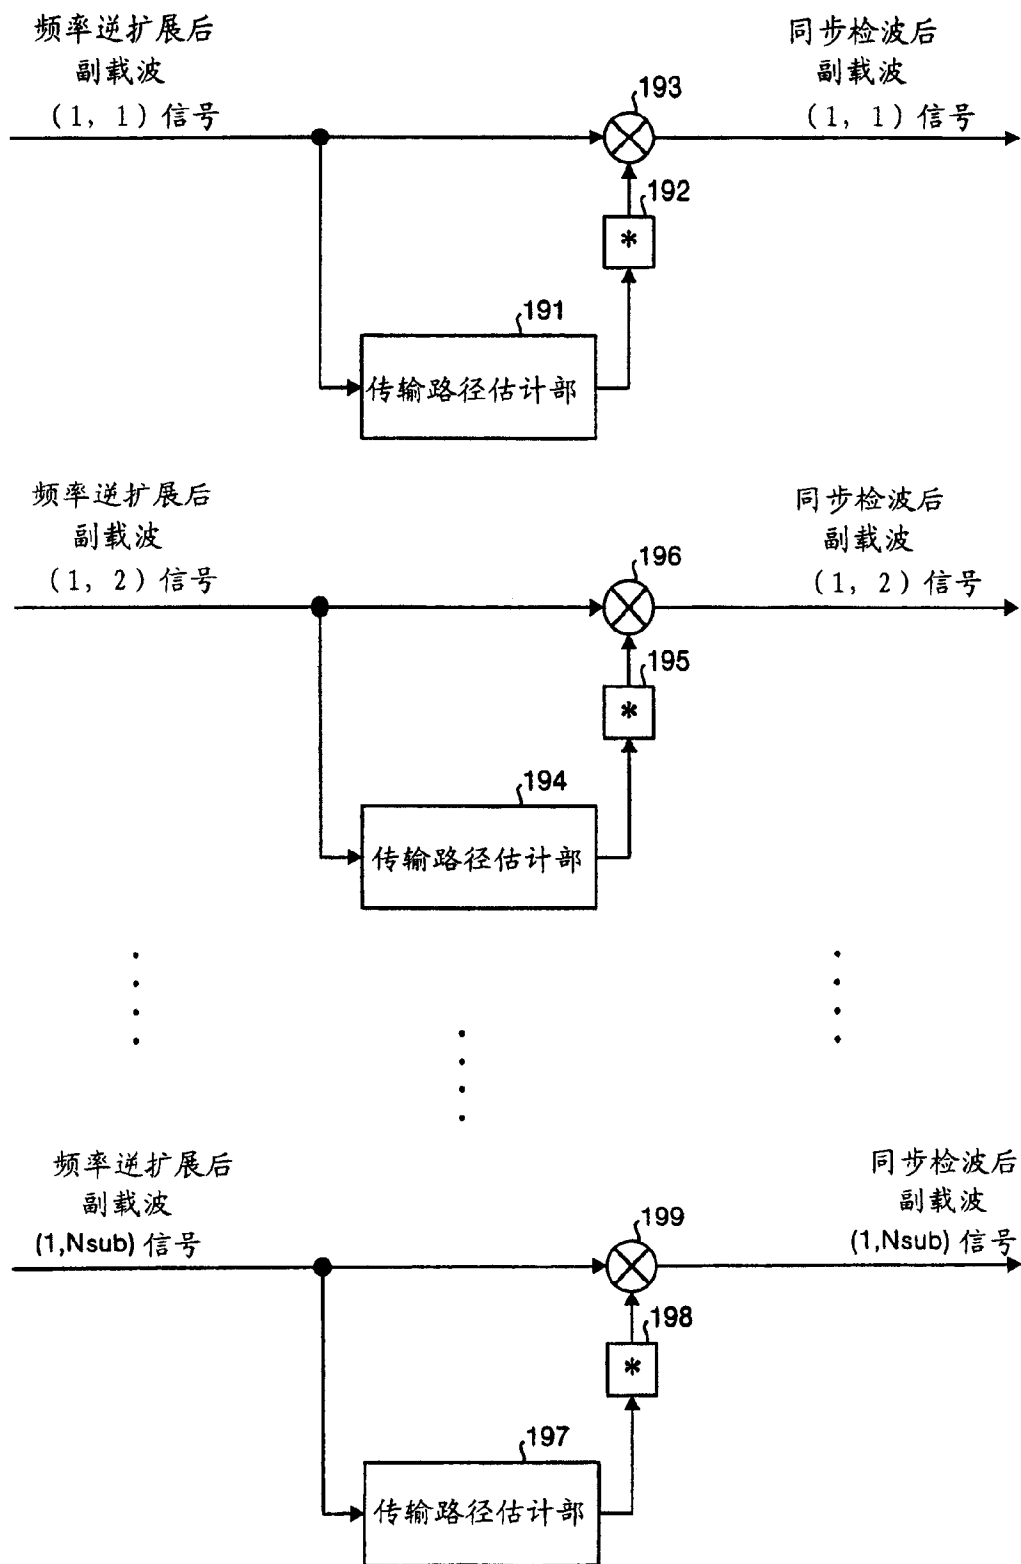 频率逆扩展后
副载波
（1，1）信号
同步检波后
副载波
（1，1）信号
193
192
*
191
传输路径估计部
频率逆扩展后
副载波
（1，2）信号
同步检波后
副载波
（1，2）信号
196
195
*
194
传输路径估计部
频率逆扩展后
副载波
(1,Nsub) 信号
同步检波后
副载波
(1,Nsub) 信号
199
198
*
197
传输路径估计部